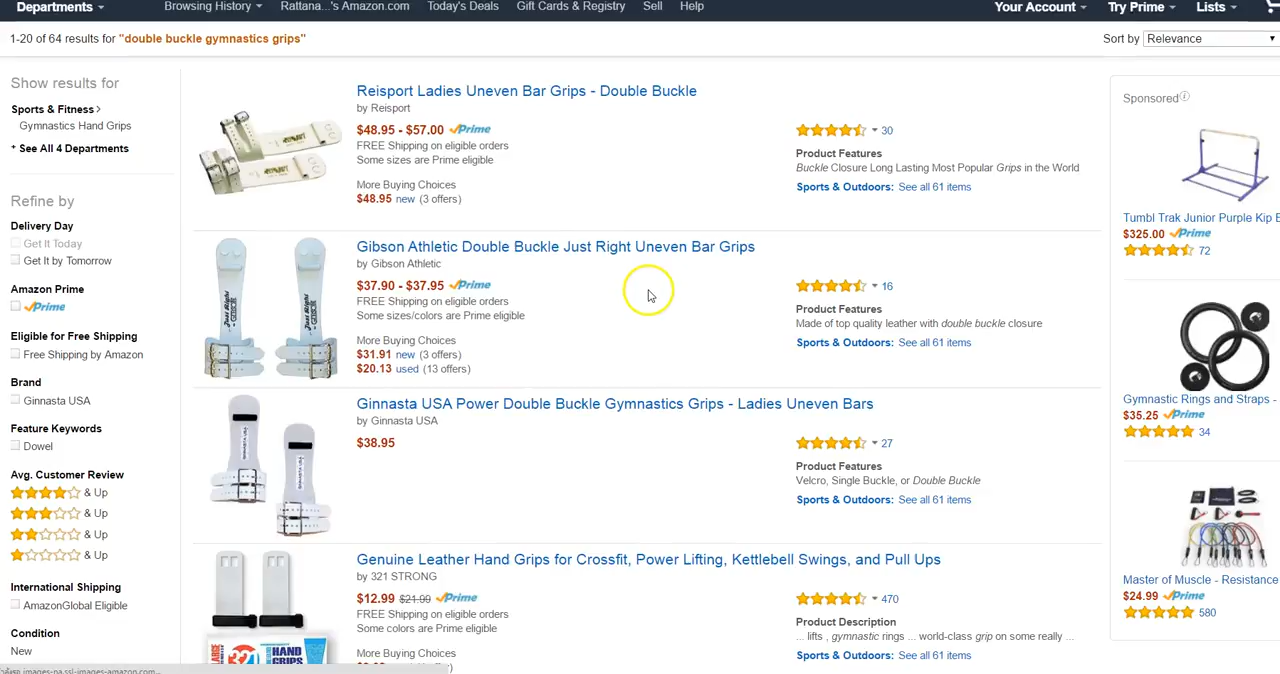 Departments
Browsing History
Rattana...'s Amazon.com
Today's Deals
Gift Cards & Registry
Sell
Help
Your Account
Try Prime
Lists
1-20 of 64 results for "double buckle gymnastics grips"
Sort by Relevance
Show results for
Sports & Fitness
Gymnastics Hand Grips
+ See All 4 Departments
Refine by
Delivery Day
Get It Today
Get It by Tomorrow
Amazon Prime
Prime
Eligible for Free Shipping
Free Shipping by Amazon
Brand
Ginnasta USA
Feature Keywords
Dowel
Avg. Customer Review
& Up
& Up
& Up
& Up
International Shipping
AmazonGlobal Eligible
Condition
New
Reisport Ladies Uneven Bar Grips - Double Buckle
by Reisport
$48.95 - $57.00 Prime
FREE Shipping on eligible orders
Some sizes are Prime eligible
More Buying Choices
$48.95 new (3 offers)
30
Product Features
Buckle Closure Long Lasting Most Popular Grips in the World
Sports & Outdoors: See all 61 items
Gibson Athletic Double Buckle Just Right Uneven Bar Grips
by Gibson Athletic
$37.90 - $37.95 Prime
FREE Shipping on eligible orders
Some sizes/colors are Prime eligible
More Buying Choices
$31.91 new (3 offers)
$20.13 used (13 offers)
16
Product Features
Made of top quality leather with double buckle closure
Sports & Outdoors: See all 61 items
Ginnasta USA Power Double Buckle Gymnastics Grips - Ladies Uneven Bars
by Ginnasta USA
$38.95
27
Product Features
Velcro, Single Buckle, or Double Buckle
Sports & Outdoors: See all 61 items
Genuine Leather Hand Grips for Crossfit, Power Lifting, Kettlebell Swings, and Pull Ups
by 321 STRONG
$12.99 $21.99 Prime
FREE Shipping on eligible orders
Some colors are Prime eligible
More Buying Choices
470
Product Description
... lifts , gymnastic rings ... world-class grip on some really ...
Sports & Outdoors: See all 61 items
321
HAND
GRIPS
Sponsored
Tumbl Trak Junior Purple Kip
$325.00 Prime
72
Gymnastic Rings and Straps -
$35.25 Prime
34
Master of Muscle - Resistance
$24.99 Prime
580